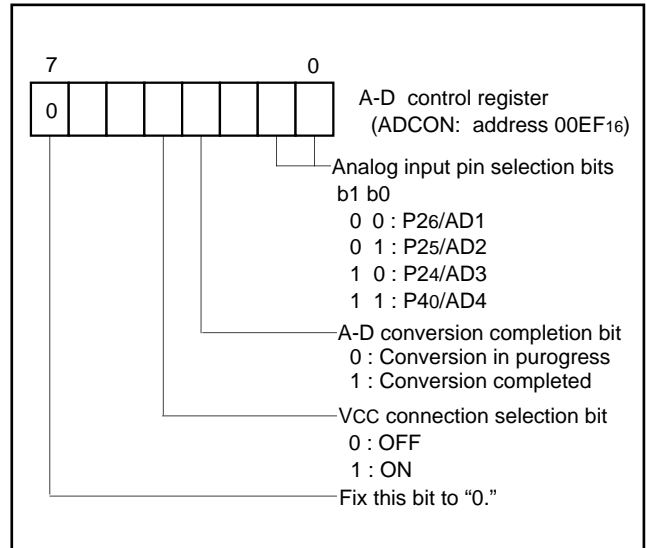 7 0
0
A-D control register
(ADCON: address 00EF16)
Analog input pin selection bits
b1 b0
0 0 : P26/AD1
0 1 : P25/AD2
1 0 : P24/AD3
1 1 : P40/AD4
A-D conversion completion bit
0 : Conversion in purogress
1 : Conversion completed
VCC connection selection bit
0 : OFF
1 : ON
Fix this bit to “0.”